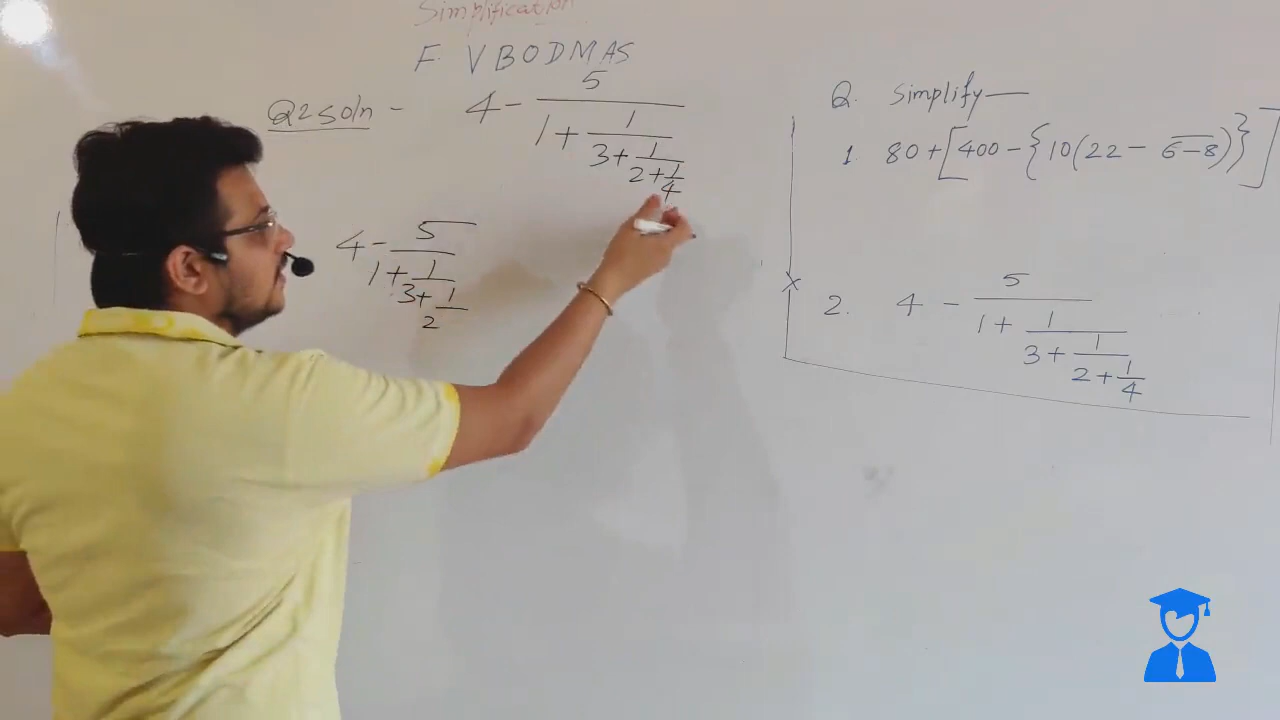 Simplification
F. V B O D M A S
Q2 soln - 4 - 5
1 + 1
3 + 1
2 + 1
4
4 - 5
1 + 1
3 + 1
2
Q. Simplify —
1. 80 + [400 - {10(22 - 6-8)}]
2. 4 - 5
1 + 1
3 + 1
2 + 1
4